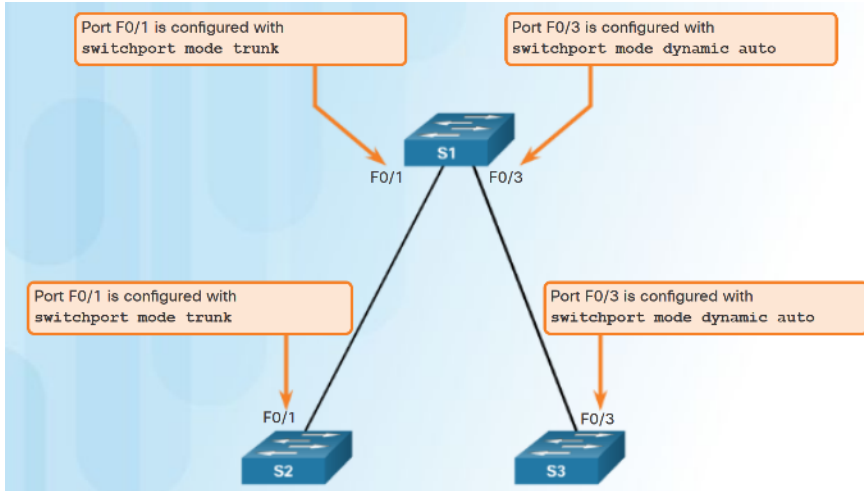 Port F0/1 is configured with
switchport mode trunk
Port F0/3 is configured with
switchport mode dynamic auto
S1
F0/1
F0/3
Port F0/1 is configured with
switchport mode trunk
Port F0/3 is configured with
switchport mode dynamic auto
F0/1
F0/3
S2
S3